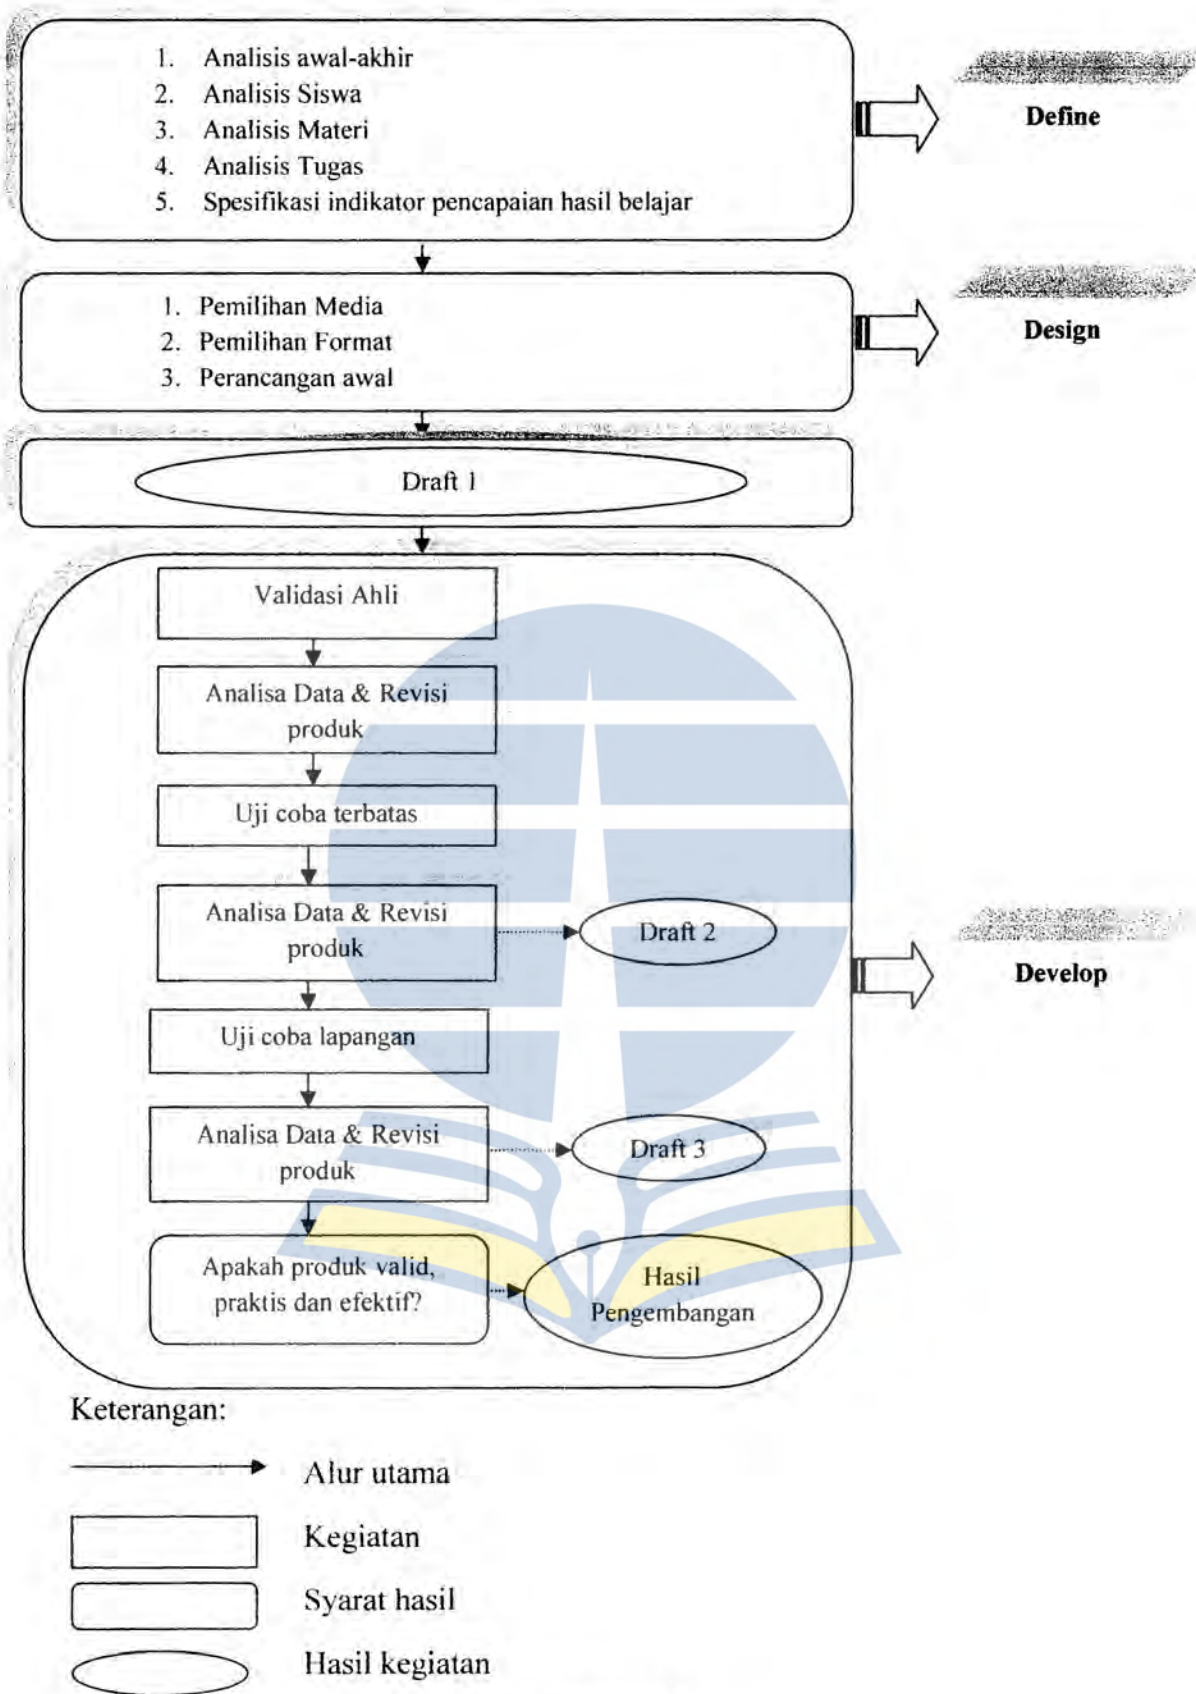 1. Analisis awal-akhir
2. Analisis Siswa
3. Analisis Materi
4. Analisis Tugas
5. Spesifikasi indikator pencapaian hasil belajar
Define
1. Pemilihan Media
2. Pemilihan Format
3. Perancangan awal
Design
Draft 1
Validasi Ahli
Analisa Data & Revisi
produk
Uji coba terbatas
Analisa Data & Revisi
produk
Draft 2
Develop
Uji coba lapangan
Analisa Data & Revisi
produk
Draft 3
Apakah produk valid,
praktis dan efektif?
Hasil
Pengembangan
Keterangan:
Alur utama
Kegiatan
Syarat hasil
Hasil kegiatan